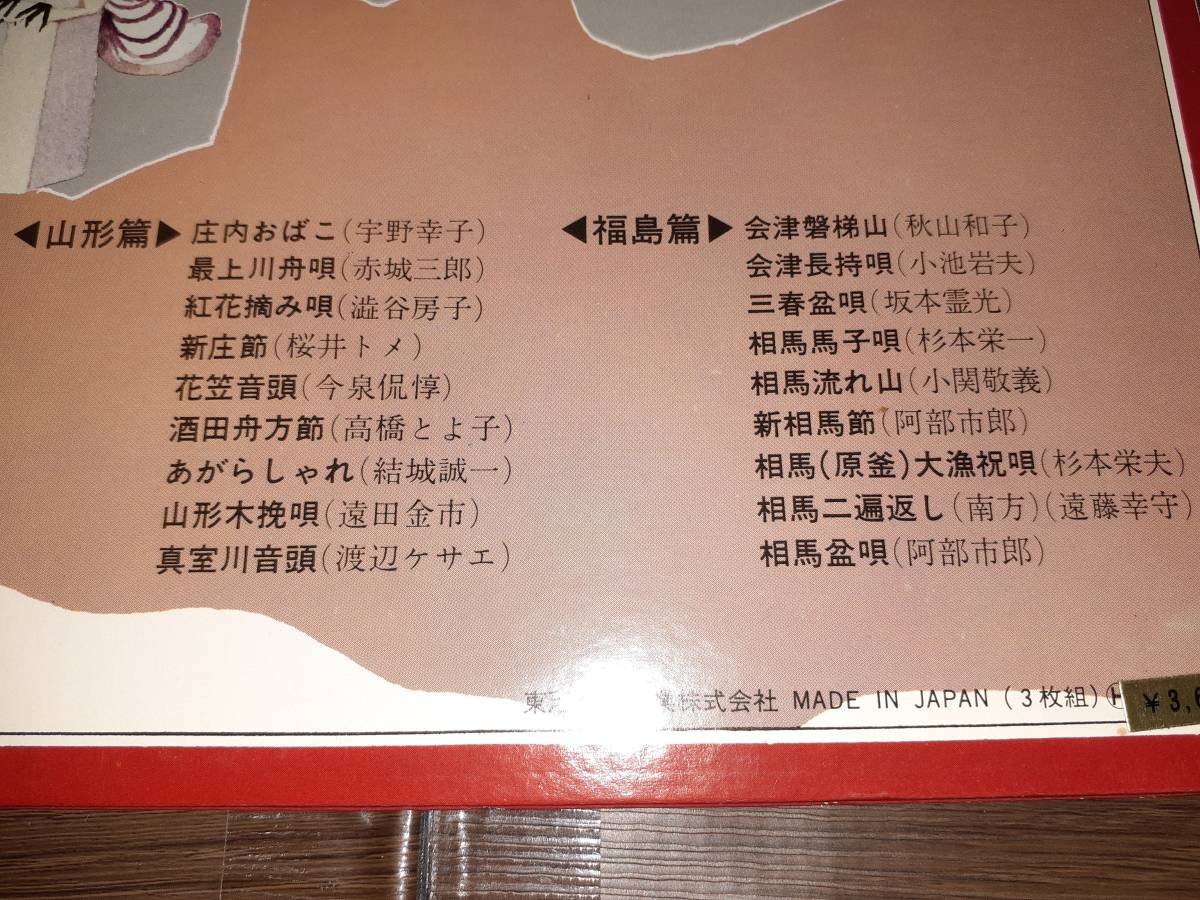 ◀山形篇▶ 庄内おばこ(宇野幸子)
最上川舟唄(赤城三郎)
紅花摘み唄(澁谷房子)
新庄節(桜井トメ)
花笠音頭(今泉侃惇)
酒田舟方節(高橋とよ子)
あがらしゃれ(結城誠一)
山形木挽唄(遠田金市)
真室川音頭(渡辺ケサエ)
◀福島篇▶ 会津磐梯山(秋山和子)
会津長持唄(小池岩夫)
三春盆唄(坂本霊光)
相馬馬子唄(杉本栄一)
相馬流れ山(小関敬義)
新相馬節(阿部市郎)
相馬(原釜)大漁祝唄(杉本栄夫)
相馬二遍返し(南方)(遠藤幸守)
相馬盆唄(阿部市郎)
東 株式会社 MADE IN JAPAN (3枚組) Ⓗ
¥3,